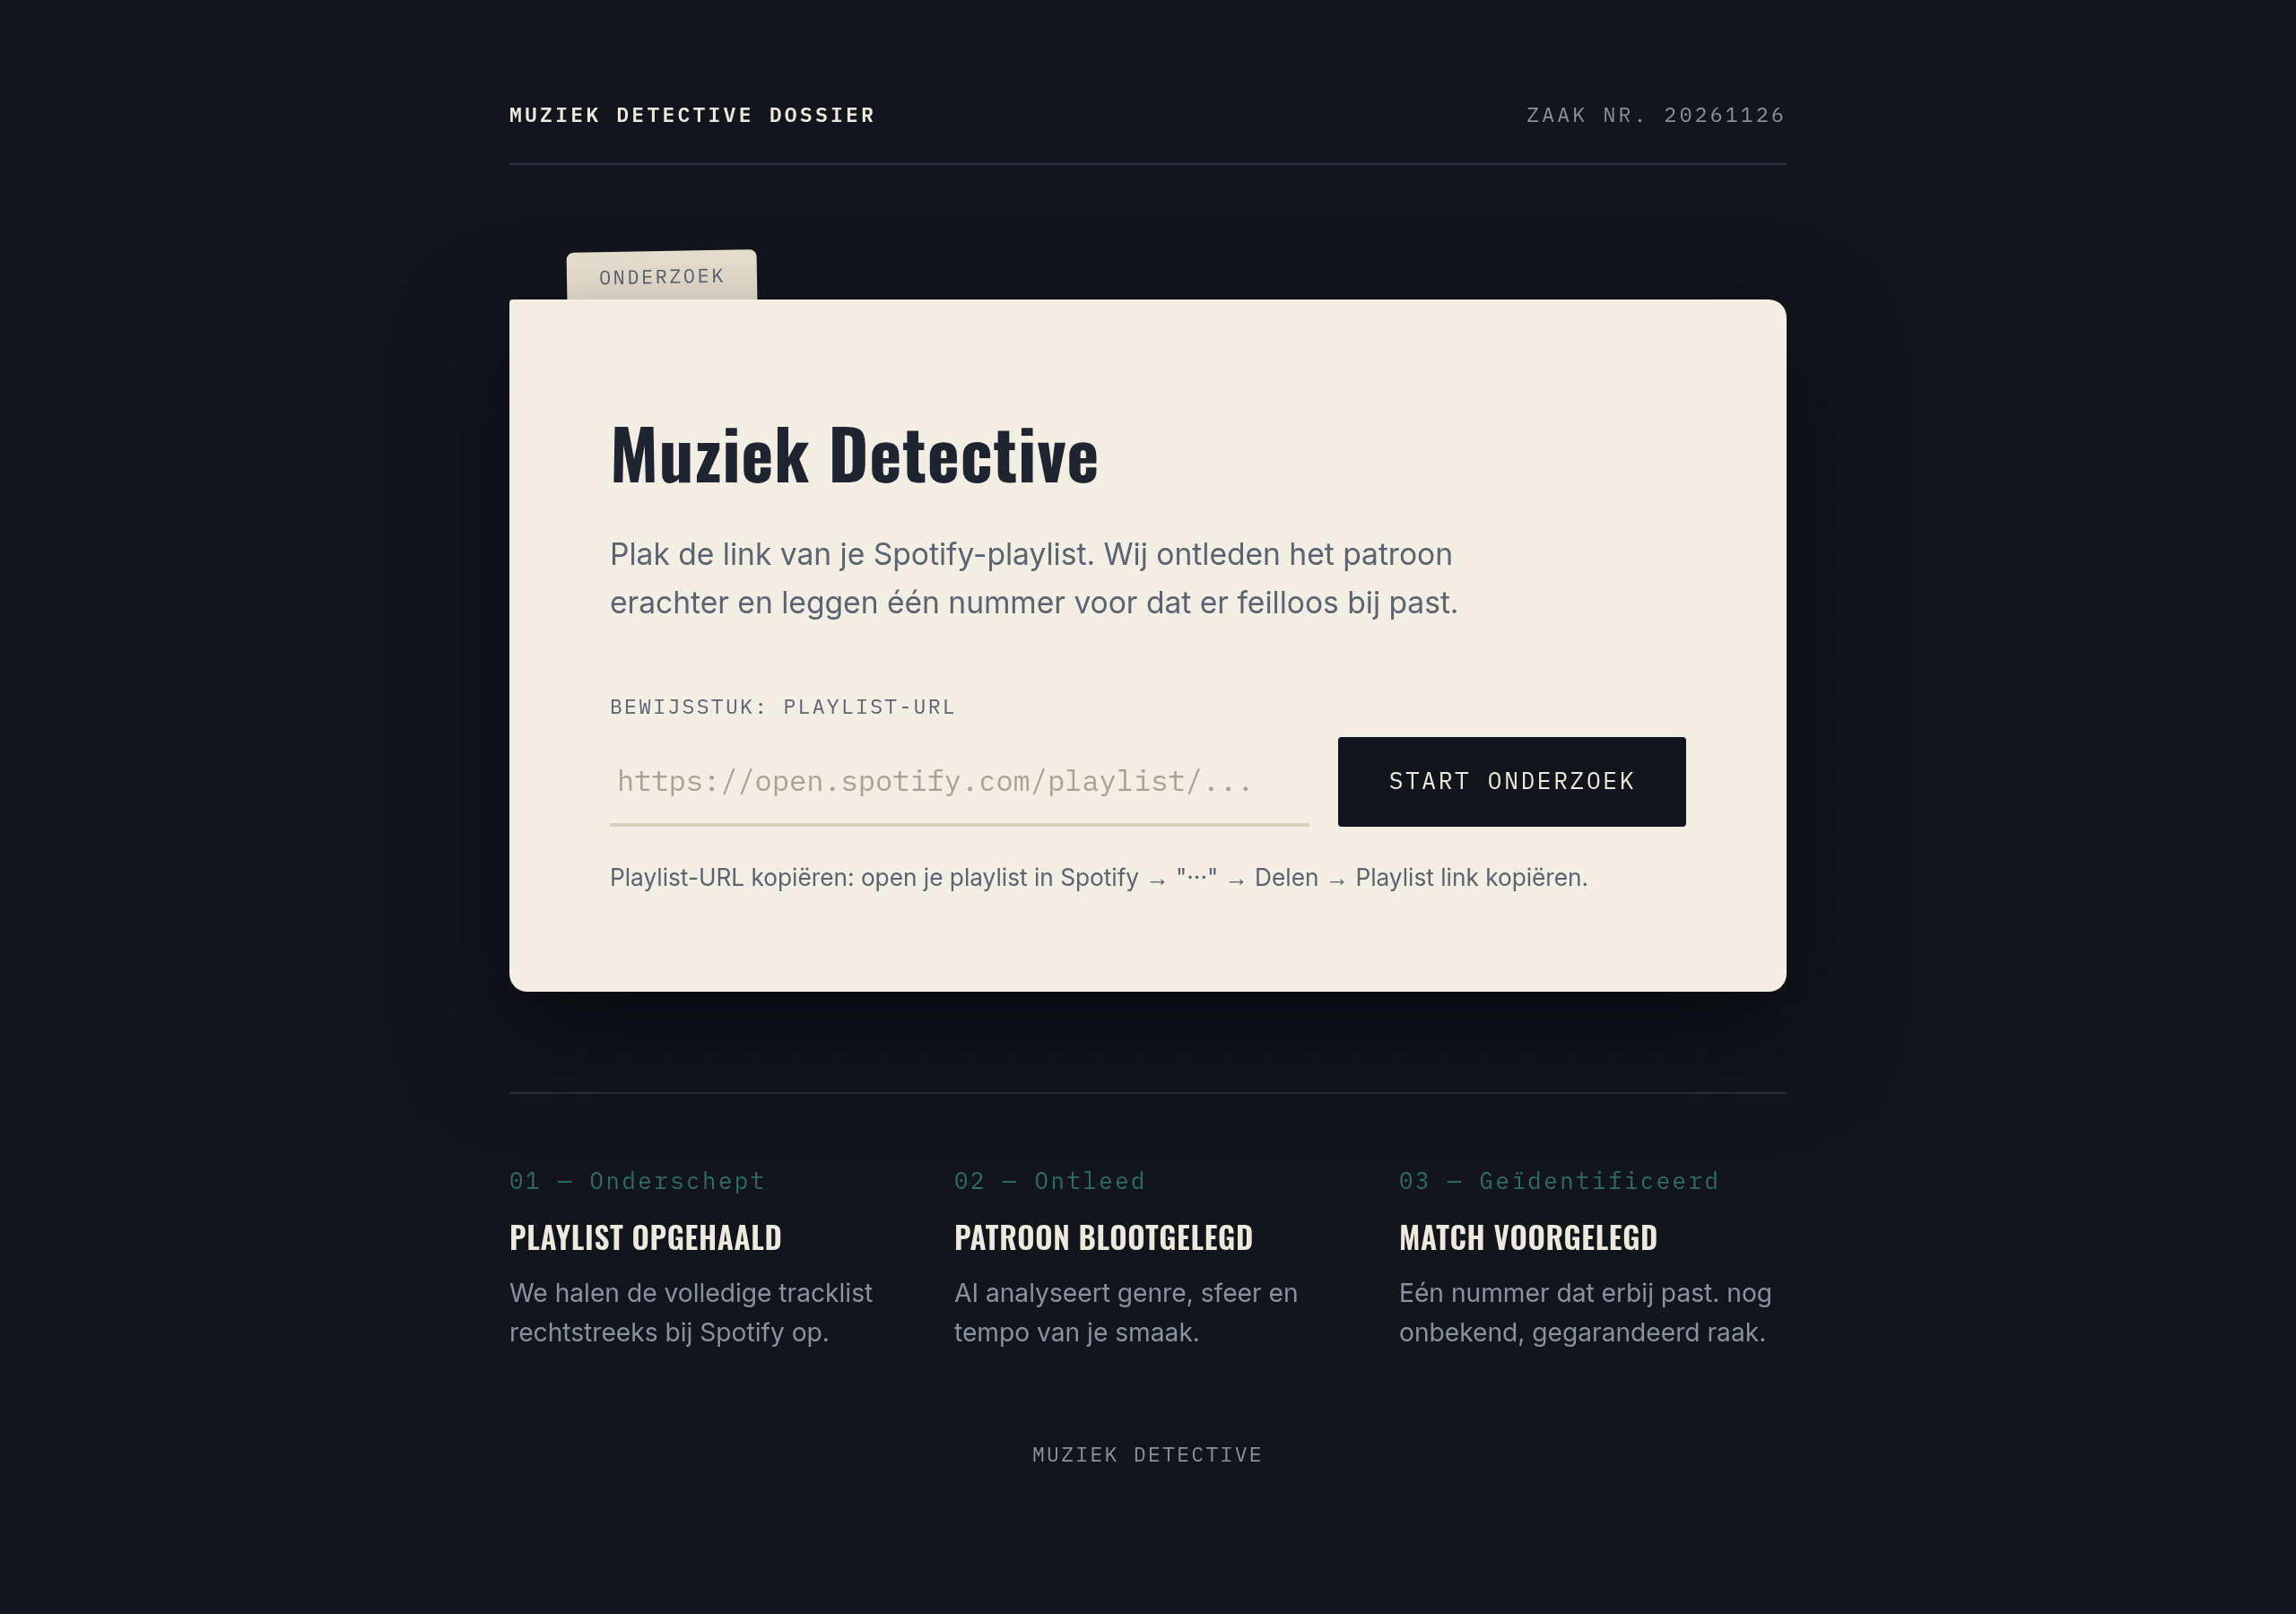 MUZIEK DETECTIVE DOSSIER
ZAAK NR. 20261126
ONDERZOEK
Muziek Detective
Plak de link van je Spotify-playlist. Wij ontleden het patroon
erachter en leggen één nummer voor dat er feilloos bij past.
BEWIJSSTUK: PLAYLIST-URL
https://open.spotify.com/playlist/...
START ONDERZOEK
Playlist-URL kopiëren: open je playlist in Spotify → "···" → Delen → Playlist link kopiëren.
01 — Onderschept
PLAYLIST OPGEHAALD
We halen de volledige tracklist
rechtstreeks bij Spotify op.
02 — Ontleed
PATROON BLOOTGELEGD
AI analyseert genre, sfeer en
tempo van je smaak.
03 — Geïdentificeerd
MATCH VOORGELEGD
Eén nummer dat erbij past. nog
onbekend, gegarandeerd raak.
MUZIEK DETECTIVE